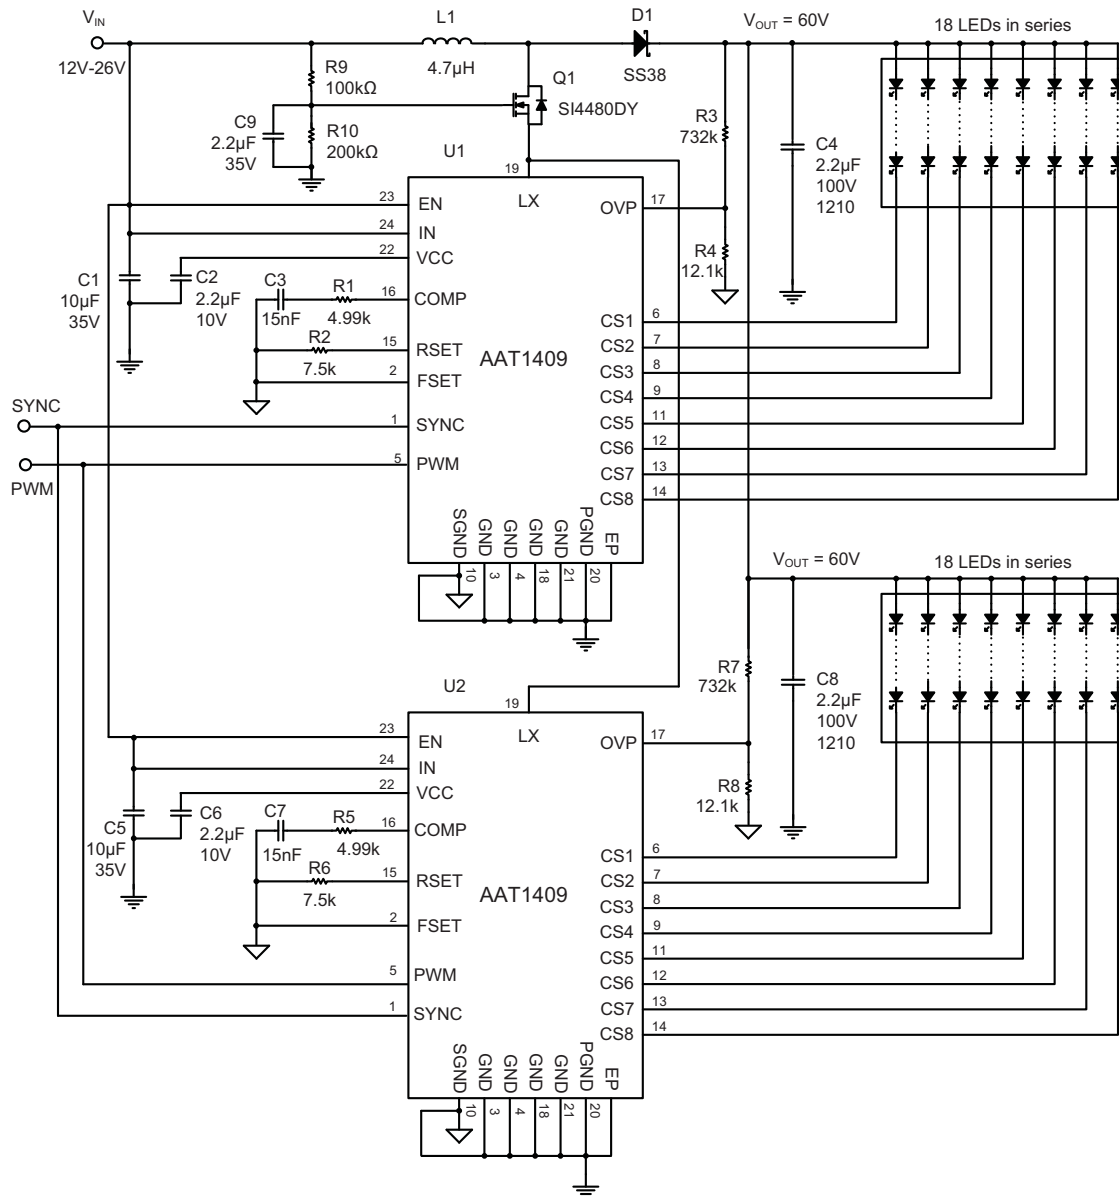 VIN
12V-26V
L1
4.7µH
D1
SS38
VOUT = 60V
18 LEDs in series
R9
100kΩ
C9
2.2µF
35V
R10
200kΩ
Q1
SI4480DY
R3
732k
C4
2.2µF
100V
1210
U1
19
LX
23
EN
24
IN
22
VCC
16
COMP
15
RSET
2
FSET
1
SYNC
5
PWM
C1
10µF
35V
C2
2.2µF
10V
C3
15nF
R1
4.99k
R2
7.5k
AAT1409
OVP
17
R4
12.1k
CS1
6
CS2
7
CS3
8
CS4
9
CS5
11
CS6
12
CS7
13
CS8
14
SYNC
PWM
SGND
GND
GND
GND
GND
PGND
EP
10
3
4
18
21
20
VOUT = 60V
18 LEDs in series
R7
732k
C8
2.2µF
100V
1210
U2
19
LX
23
EN
24
IN
22
VCC
16
COMP
15
RSET
2
FSET
5
PWM
1
SYNC
C5
10µF
35V
C6
2.2µF
10V
C7
15nF
R5
4.99k
R6
7.5k
AAT1409
OVP
17
R8
12.1k
CS1
6
CS2
7
CS3
8
CS4
9
CS5
11
CS6
12
CS7
13
CS8
14
SGND
GND
GND
GND
GND
PGND
EP
10
3
4
18
21
20